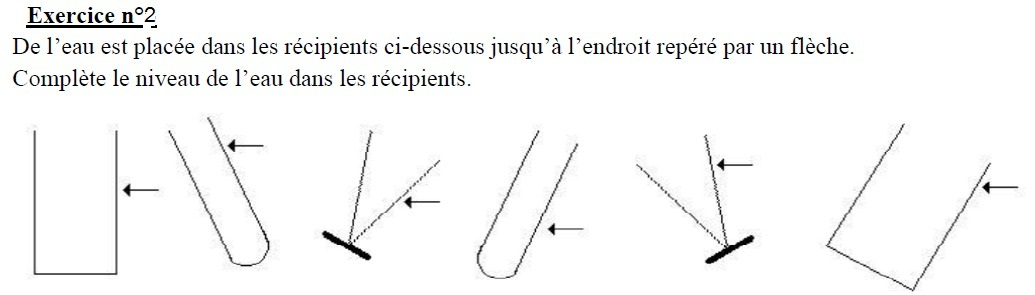 Exercice n°2
De l'eau est placée dans les récipients ci-dessous jusqu'à l'endroit repéré par un flèche.
Complète le niveau de l'eau dans les récipients.